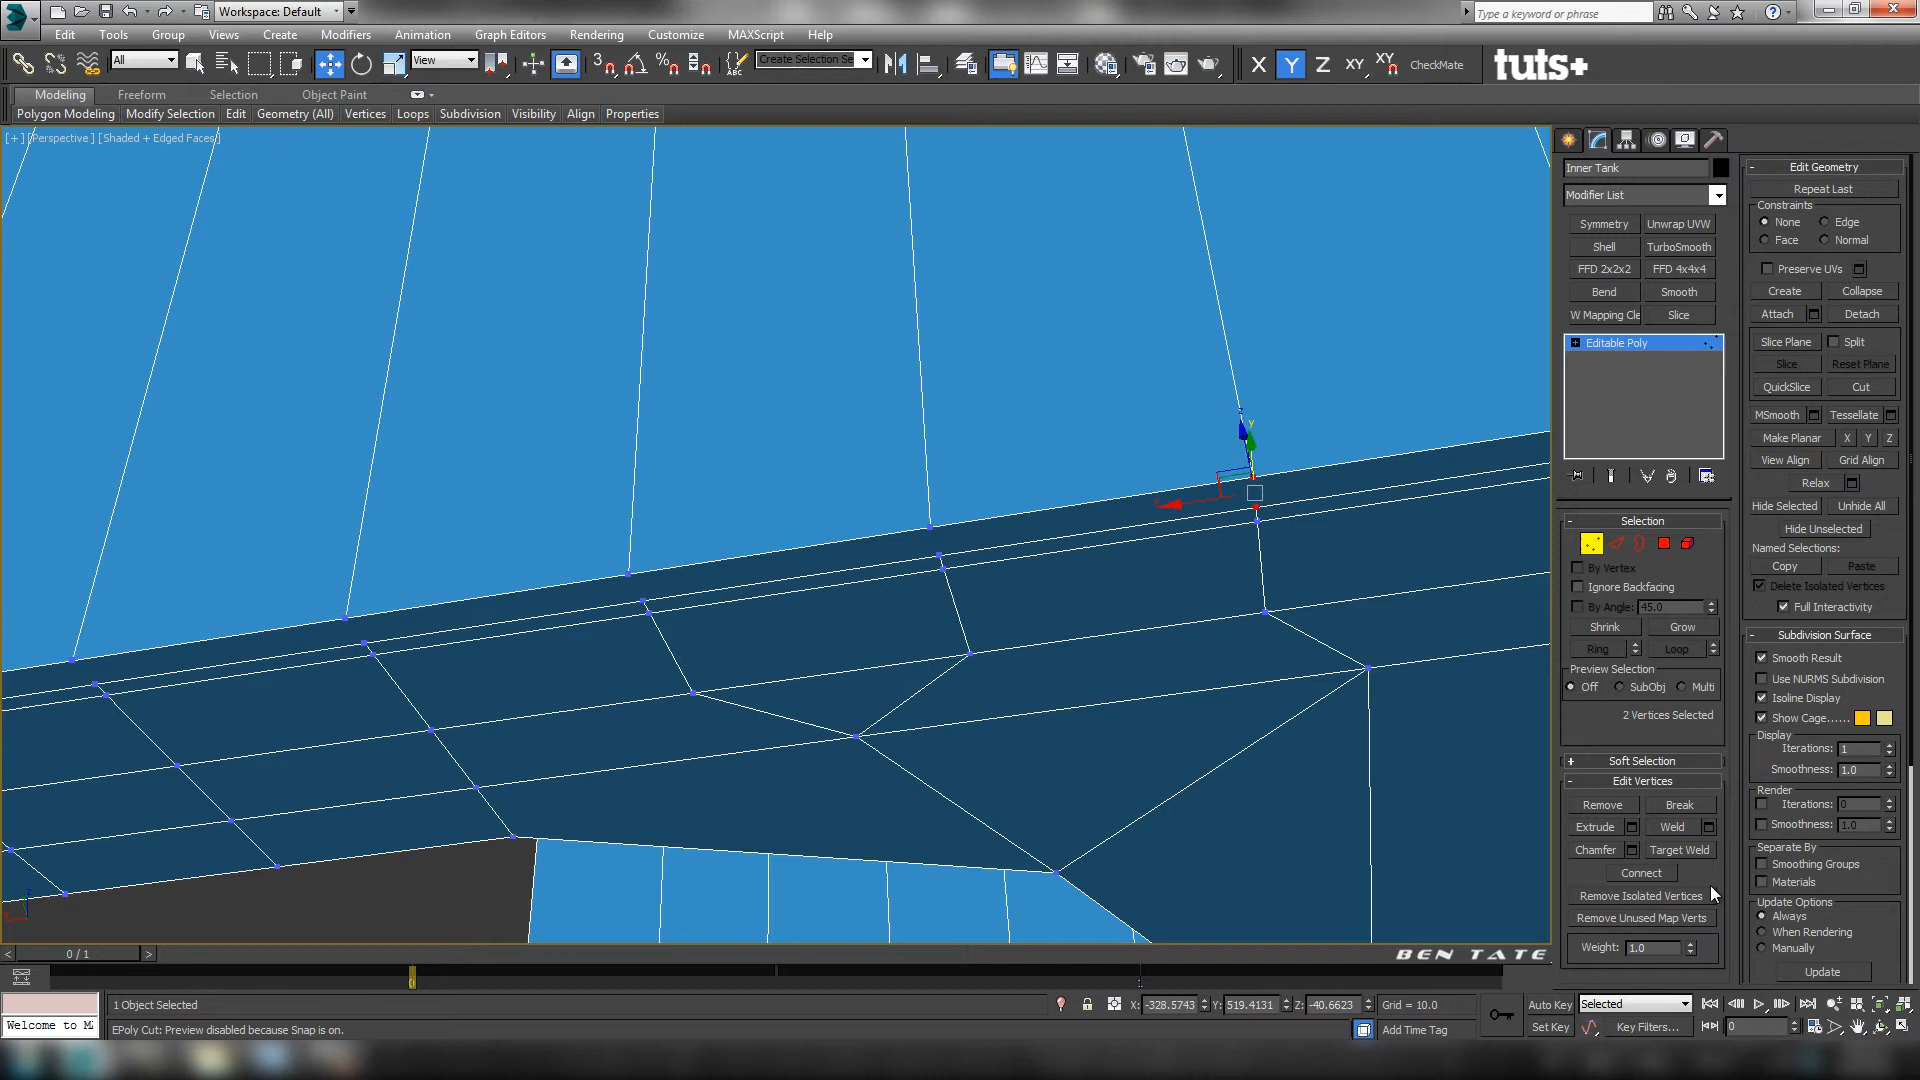 Workspace: Default
Type a keyword or phrase
Edit Tools Group Views Create Modifiers Animation Graph Editors Rendering Customize MAXScript Help
All View 3 Create Selection Se X Y Z XY XY CheckMate tuts+
Modeling Freeform Selection Object Paint
Polygon Modeling Modify Selection Edit Geometry (All) Vertices Loops Subdivision Visibility Align Properties
[+] [Perspective] [Shaded + Edged Faces]
z
y
Inner Tank
Modifier List
Symmetry Unwrap UVW
Shell TurboSmooth
FFD 2x2x2 FFD 4x4x4
Bend Smooth
W Mapping Cle Slice
Editable Poly
- Selection
By Vertex
Ignore Backfacing
By Angle: 45.0
Shrink Grow
Ring Loop
Preview Selection
Off SubObj Multi
2 Vertices Selected
+ Soft Selection
- Edit Vertices
Remove Break
Extrude Weld
Chamfer Target Weld
Connect
Remove Isolated Vertices
Remove Unused Map Verts
Weight: 1.0
- Edit Geometry
Repeat Last
Constraints
None Edge
Face Normal
Preserve UVs
Create Collapse
Attach Detach
Slice Plane Split
Slice Reset Plane
QuickSlice Cut
MSmooth Tessellate
Make Planar X Y Z
View Align Grid Align
Relax
Hide Selected Unhide All
Hide Unselected
Named Selections:
Copy Paste
Delete Isolated Vertices
Full Interactivity
- Subdivision Surface
Smooth Result
Use NURMS Subdivision
Isoline Display
Show Cage......
Display
Iterations: 1
Smoothness: 1.0
Render
Iterations: 0
Smoothness: 1.0
Separate By
Smoothing Groups
Materials
Update Options
Always
When Rendering
Manually
Update
< 0 / 1 >
BEN TATE
0 1
1 Object Selected X: -328.5743 Y: 519.4131 Z: -40.6623 Grid = 10.0 Auto Key Selected
Welcome to M
EPoly Cut: Preview disabled because Snap is on. Add Time Tag Set Key Key Filters... 0